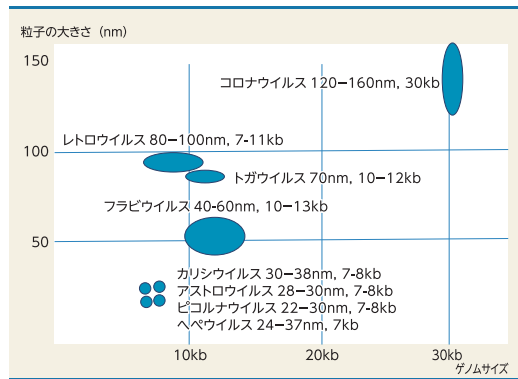 粒子の大きさ（nm）
150
コロナウイルス 120−160nm, 30kb
レトロウイルス 80−100nm, 7-11kb
100
トガウイルス 70nm, 10−12kb
フラビウイルス 40-60nm, 10−13kb
50
カリシウイルス 30−38nm, 7-8kb
アストロウイルス 28−30nm, 7-8kb
ピコルナウイルス 22−30nm, 7-8kb
ヘペウイルス 24−37nm, 7kb
10kb
20kb
30kb
ゲノムサイズ